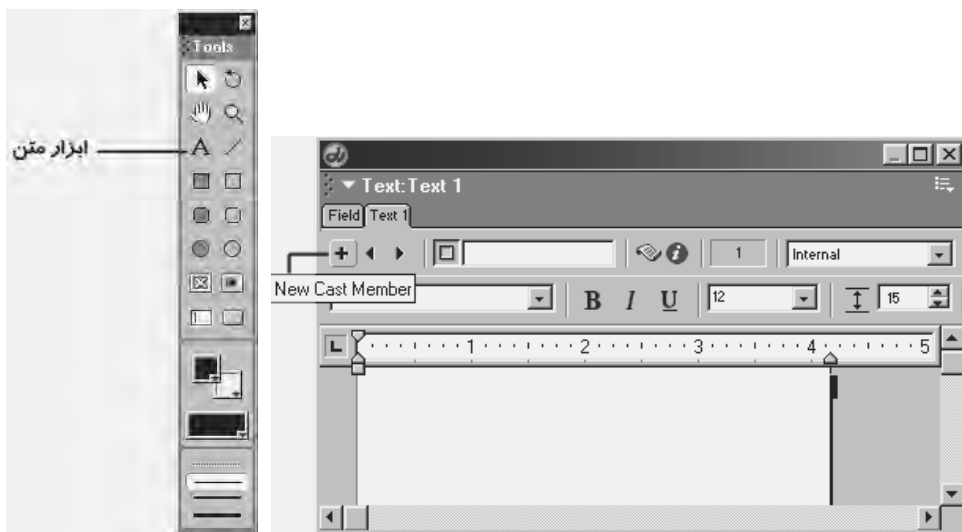 Tools
ابزار متن
A
Text:Text 1
Field Text 1
1 Internal
New Cast Member
B I U 12 15
1 2 3 4 5